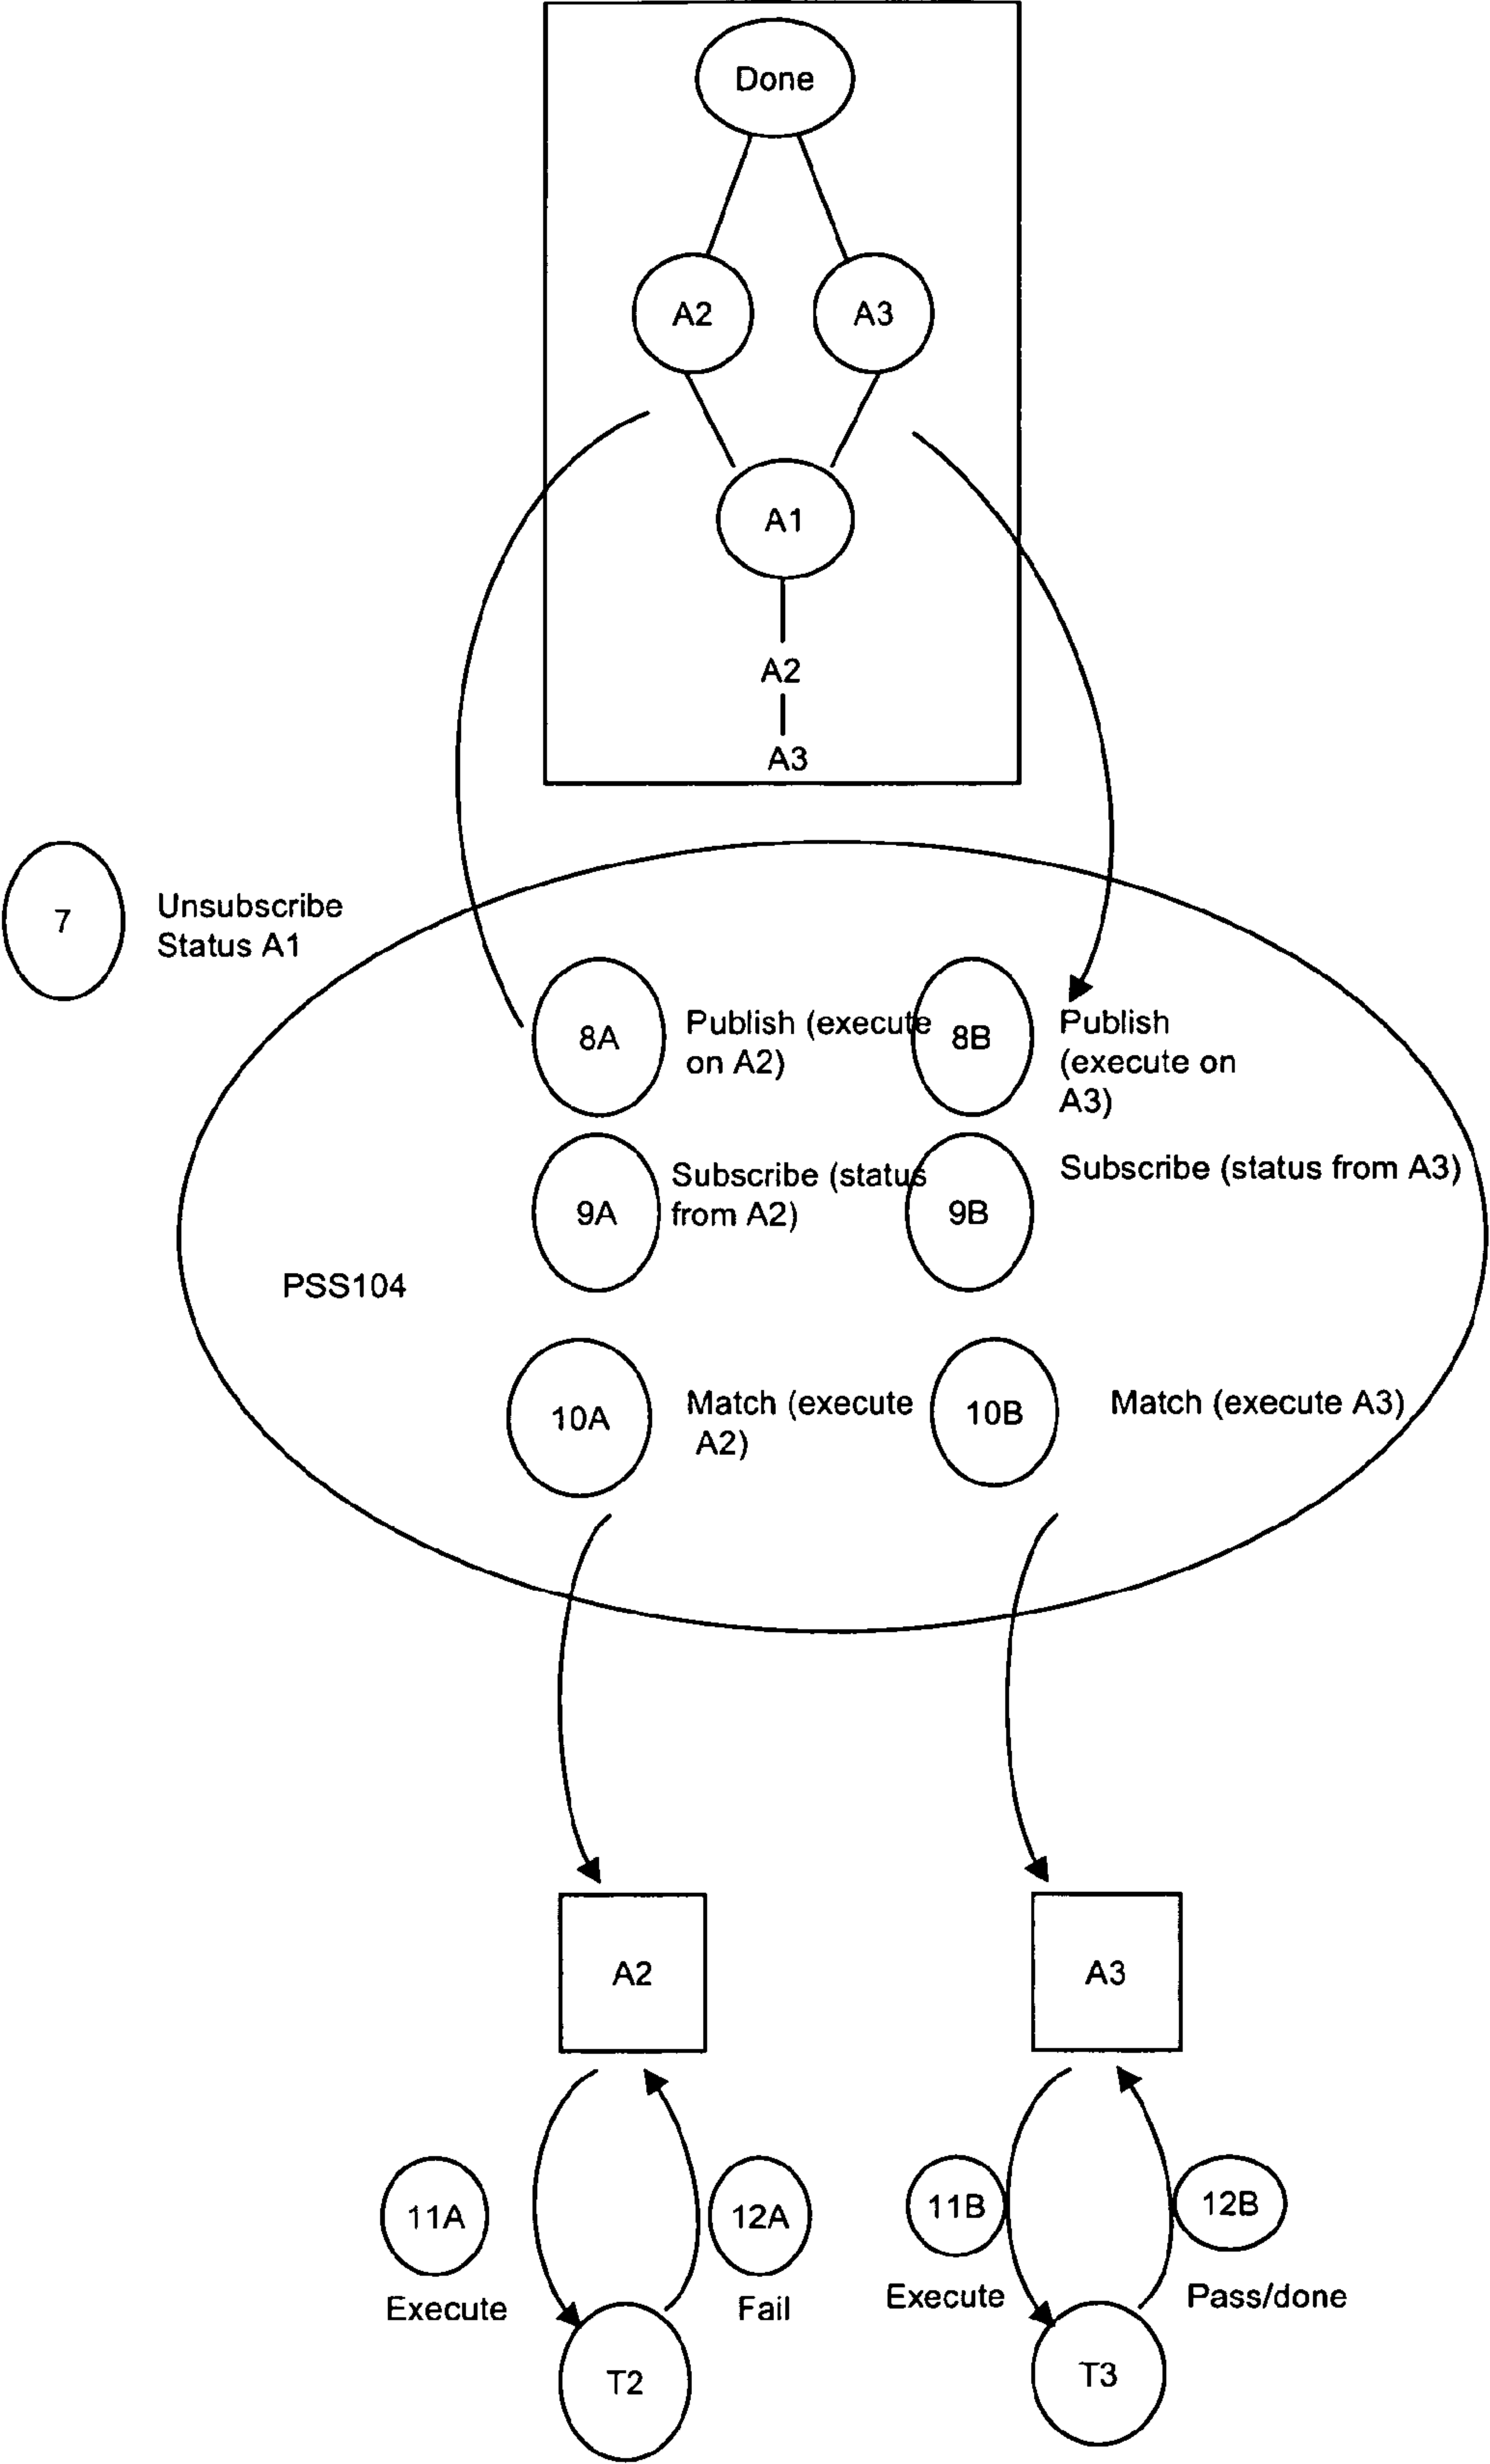 Done
A2
A3
A1
A2
A3
7
Unsubscribe
Status A1
8A
Publish (execute
on A2)
8B
Publish
(execute on
A3)
9A
Subscribe (status
from A2)
9B
Subscribe (status from A3)
PSS104
10A
Match (execute
A2)
10B
Match (execute A3)
A2
A3
11A
Execute
12A
Fail
11B
Execute
12B
Pass/done
T2
T3